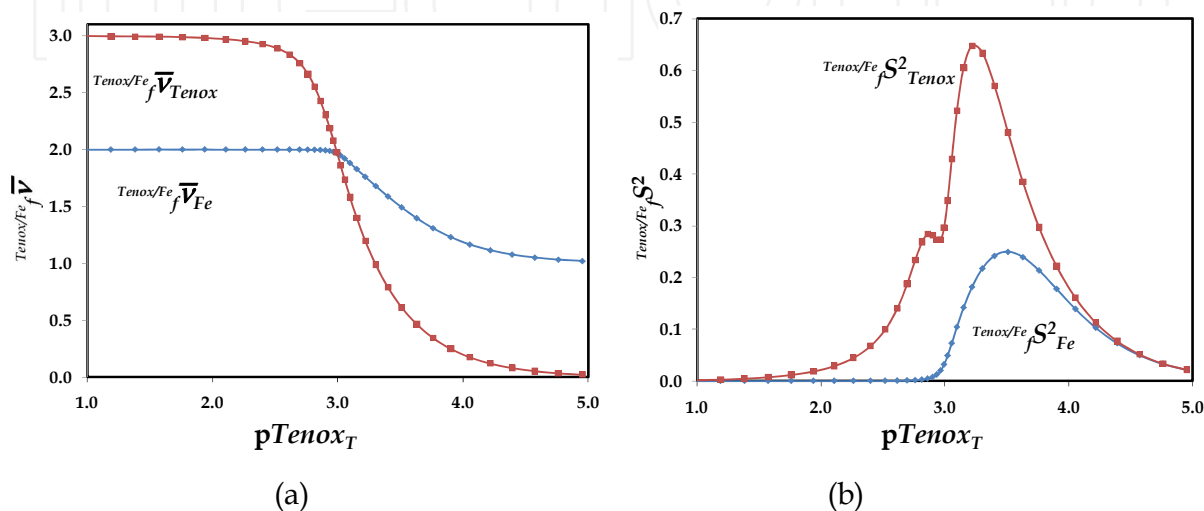 3.0
2.5
2.0
1.5
1.0
0.5
0.0
1.0 2.0 3.0 4.0 5.0
Tenox/Fe f ν̅
Tenox/Fe f ν̅ Tenox
Tenox/Fe f ν̅ Fe
pTenox T
(a)
0.7
0.6
0.5
0.4
0.3
0.2
0.1
0.0
1.0 2.0 3.0 4.0 5.0
Tenox/Fe f S²
Tenox/Fe f S² Tenox
Tenox/Fe f S² Fe
pTenox T
(b)